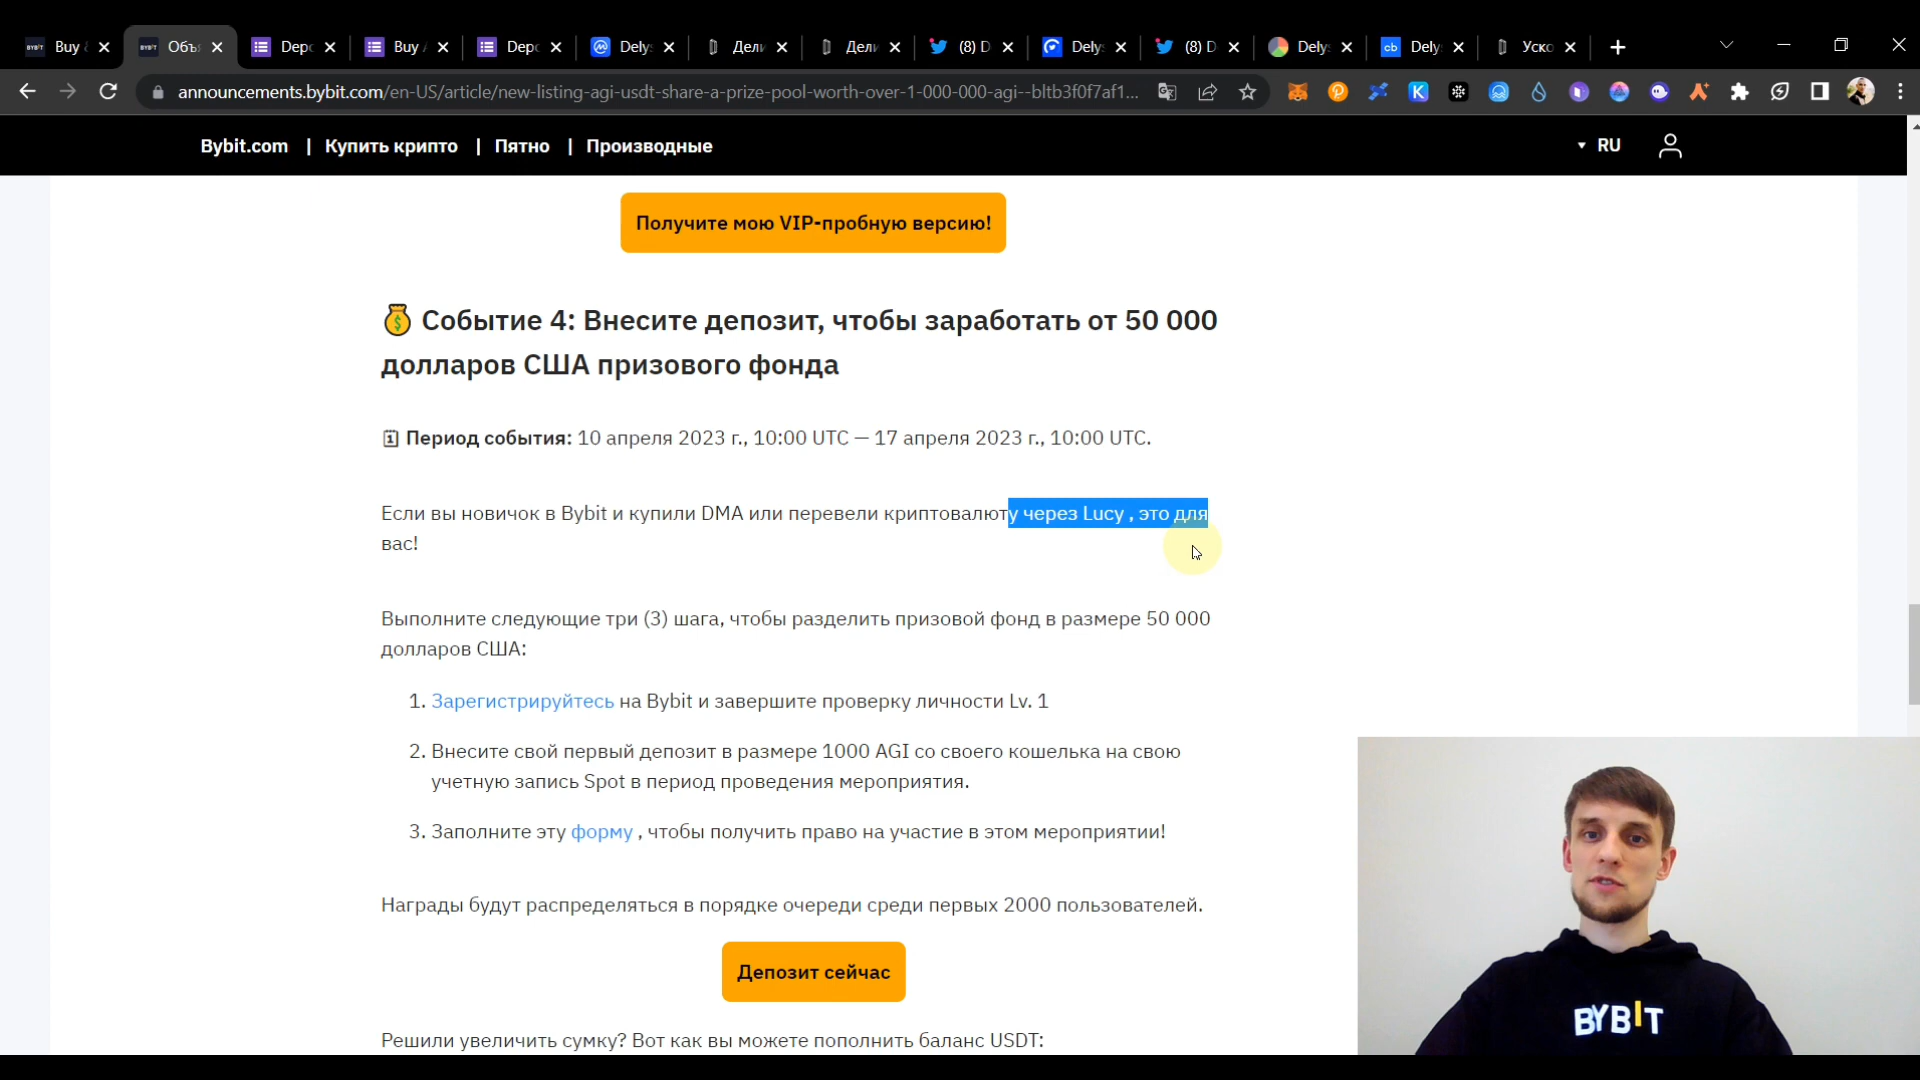 Buy
Объ
Dep
Buy
Dep
Dely
Дели
Дели
(8) D
Dely
(8) D
Dely
cb Dely
Уско
announcements.bybit.com/en-US/article/new-listing-agi-usdt-share-a-prize-pool-worth-over-1-000-000-agi--bltb3f0f7af1...
Bybit.com | Купить крипто | Пятно | Производные
RU
Получите мою VIP-пробную версию!
Событие 4: Внесите депозит, чтобы заработать от 50 000
долларов США призового фонда
Период события: 10 апреля 2023 г., 10:00 UTC — 17 апреля 2023 г., 10:00 UTC.
Если вы новичок в Bybit и купили DMA или перевели криптовалюту через Lucy , это для
вас!
Выполните следующие три (3) шага, чтобы разделить призовой фонд в размере 50 000
долларов США:
1. Зарегистрируйтесь на Bybit и завершите проверку личности Lv. 1
2. Внесите свой первый депозит в размере 1000 AGI со своего кошелька на свою
учетную запись Spot в период проведения мероприятия.
3. Заполните эту форму , чтобы получить право на участие в этом мероприятии!
Награды будут распределяться в порядке очереди среди первых 2000 пользователей.
Депозит сейчас
Решили увеличить сумму? Вот как вы можете пополнить баланс USDT:
BYBIT